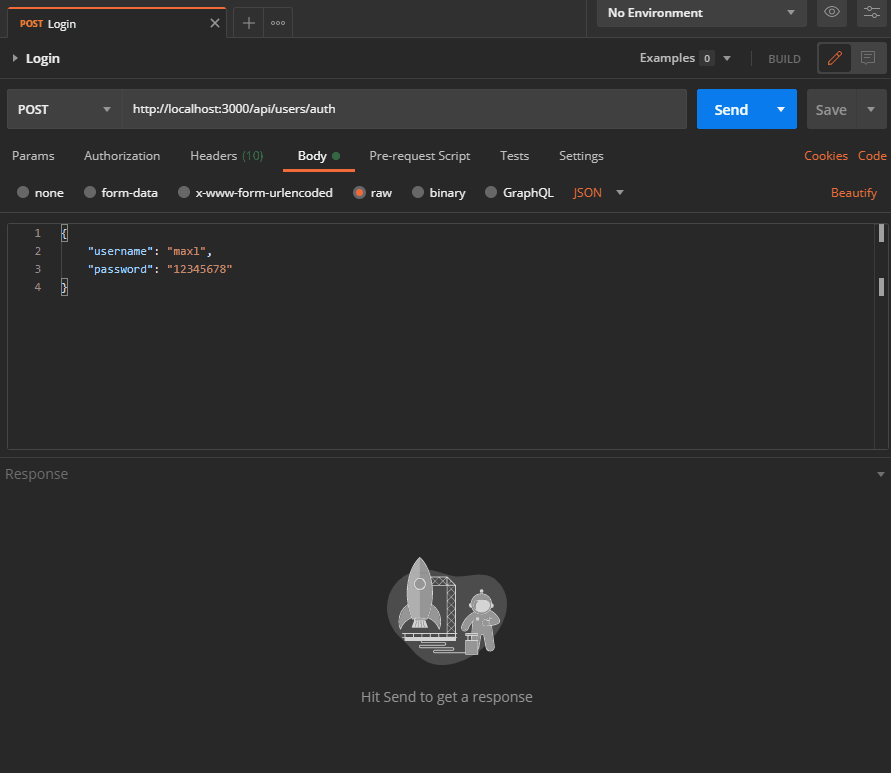 POST Login
No Environment
Login
Examples 0
BUILD
POST
http://localhost:3000/api/users/auth
Send
Save
Params Authorization Headers (10) Body Pre-request Script Tests Settings Cookies Code
none form-data x-www-form-urlencoded raw binary GraphQL JSON Beautify
1 {
2 "username": "max1",
3 "password": "12345678"
4 }
Response
Hit Send to get a response